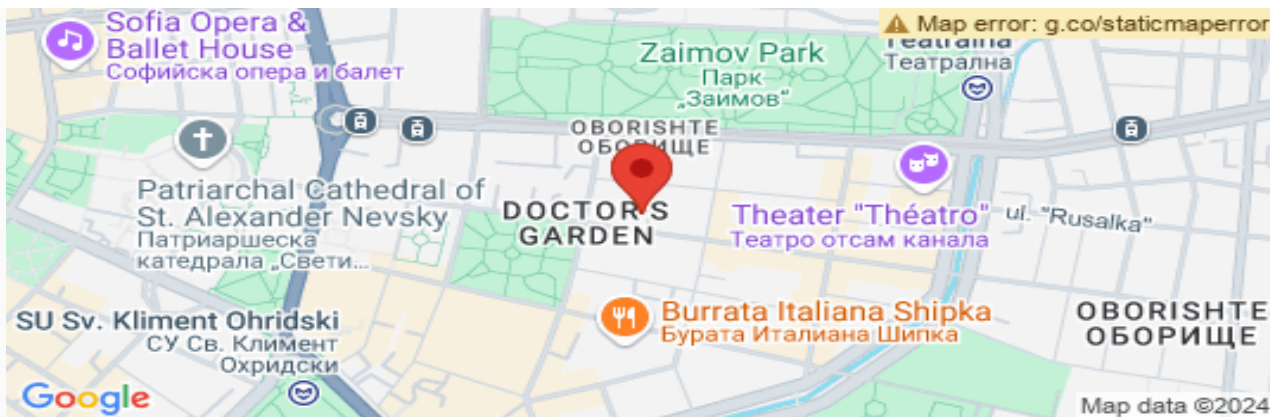 Sofia Opera &
Ballet House
Софийска опера и балет
Map error: g.co/staticmaperror
Zaimov Park
Парк
„Заимов“
Teatralna
Театрална
OBORISHTE
ОБОРИЩЕ
Patriarchal Cathedral of
St. Alexander Nevsky
Патриаршеска
катедрала „Свети...
DOCTOR'S
GARDEN
Theater "Théatro"
Театро отсам канала
ul. "Rusalka"
SU Sv. Kliment Ohridski
СУ Св. Климент
Охридски
Burrata Italiana Shipka
Бурата Италиана Шипка
OBORISHTE
ОБОРИЩЕ
Google
Map data ©2024